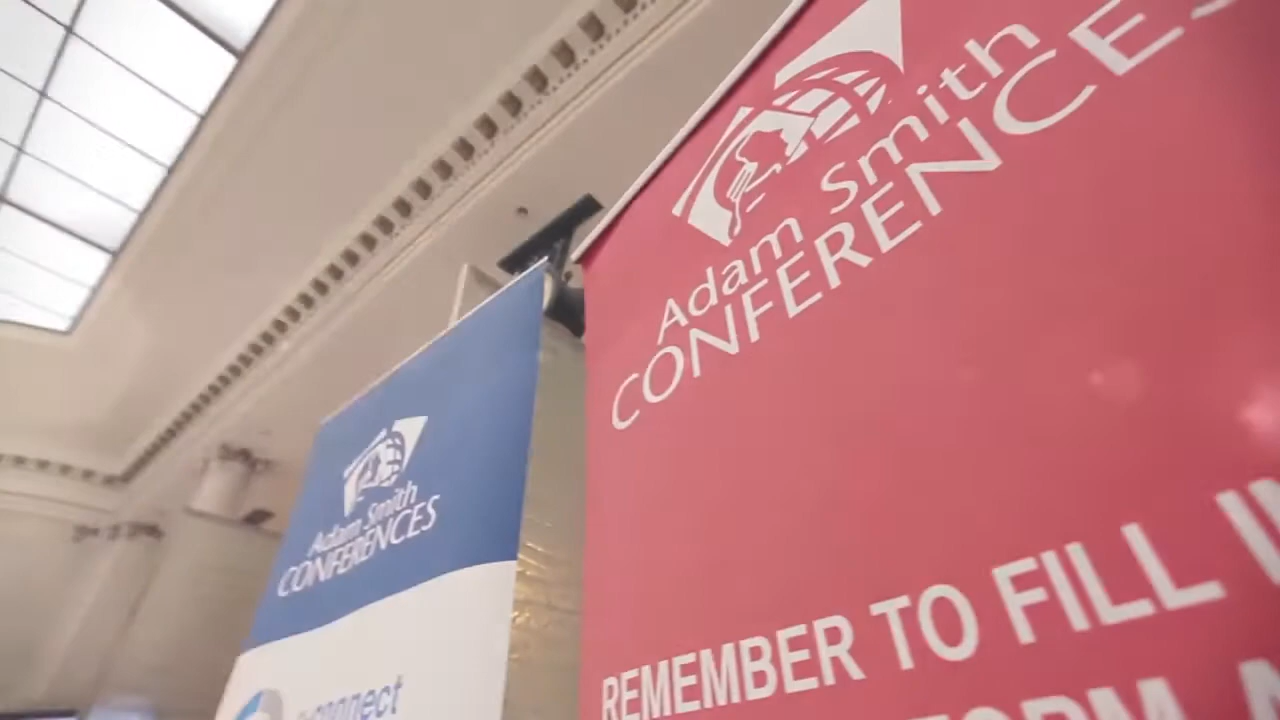 Adam Smith
CONFERENCES
Adam Smith
CONFERENCES
connect
REMEMBER TO FILL